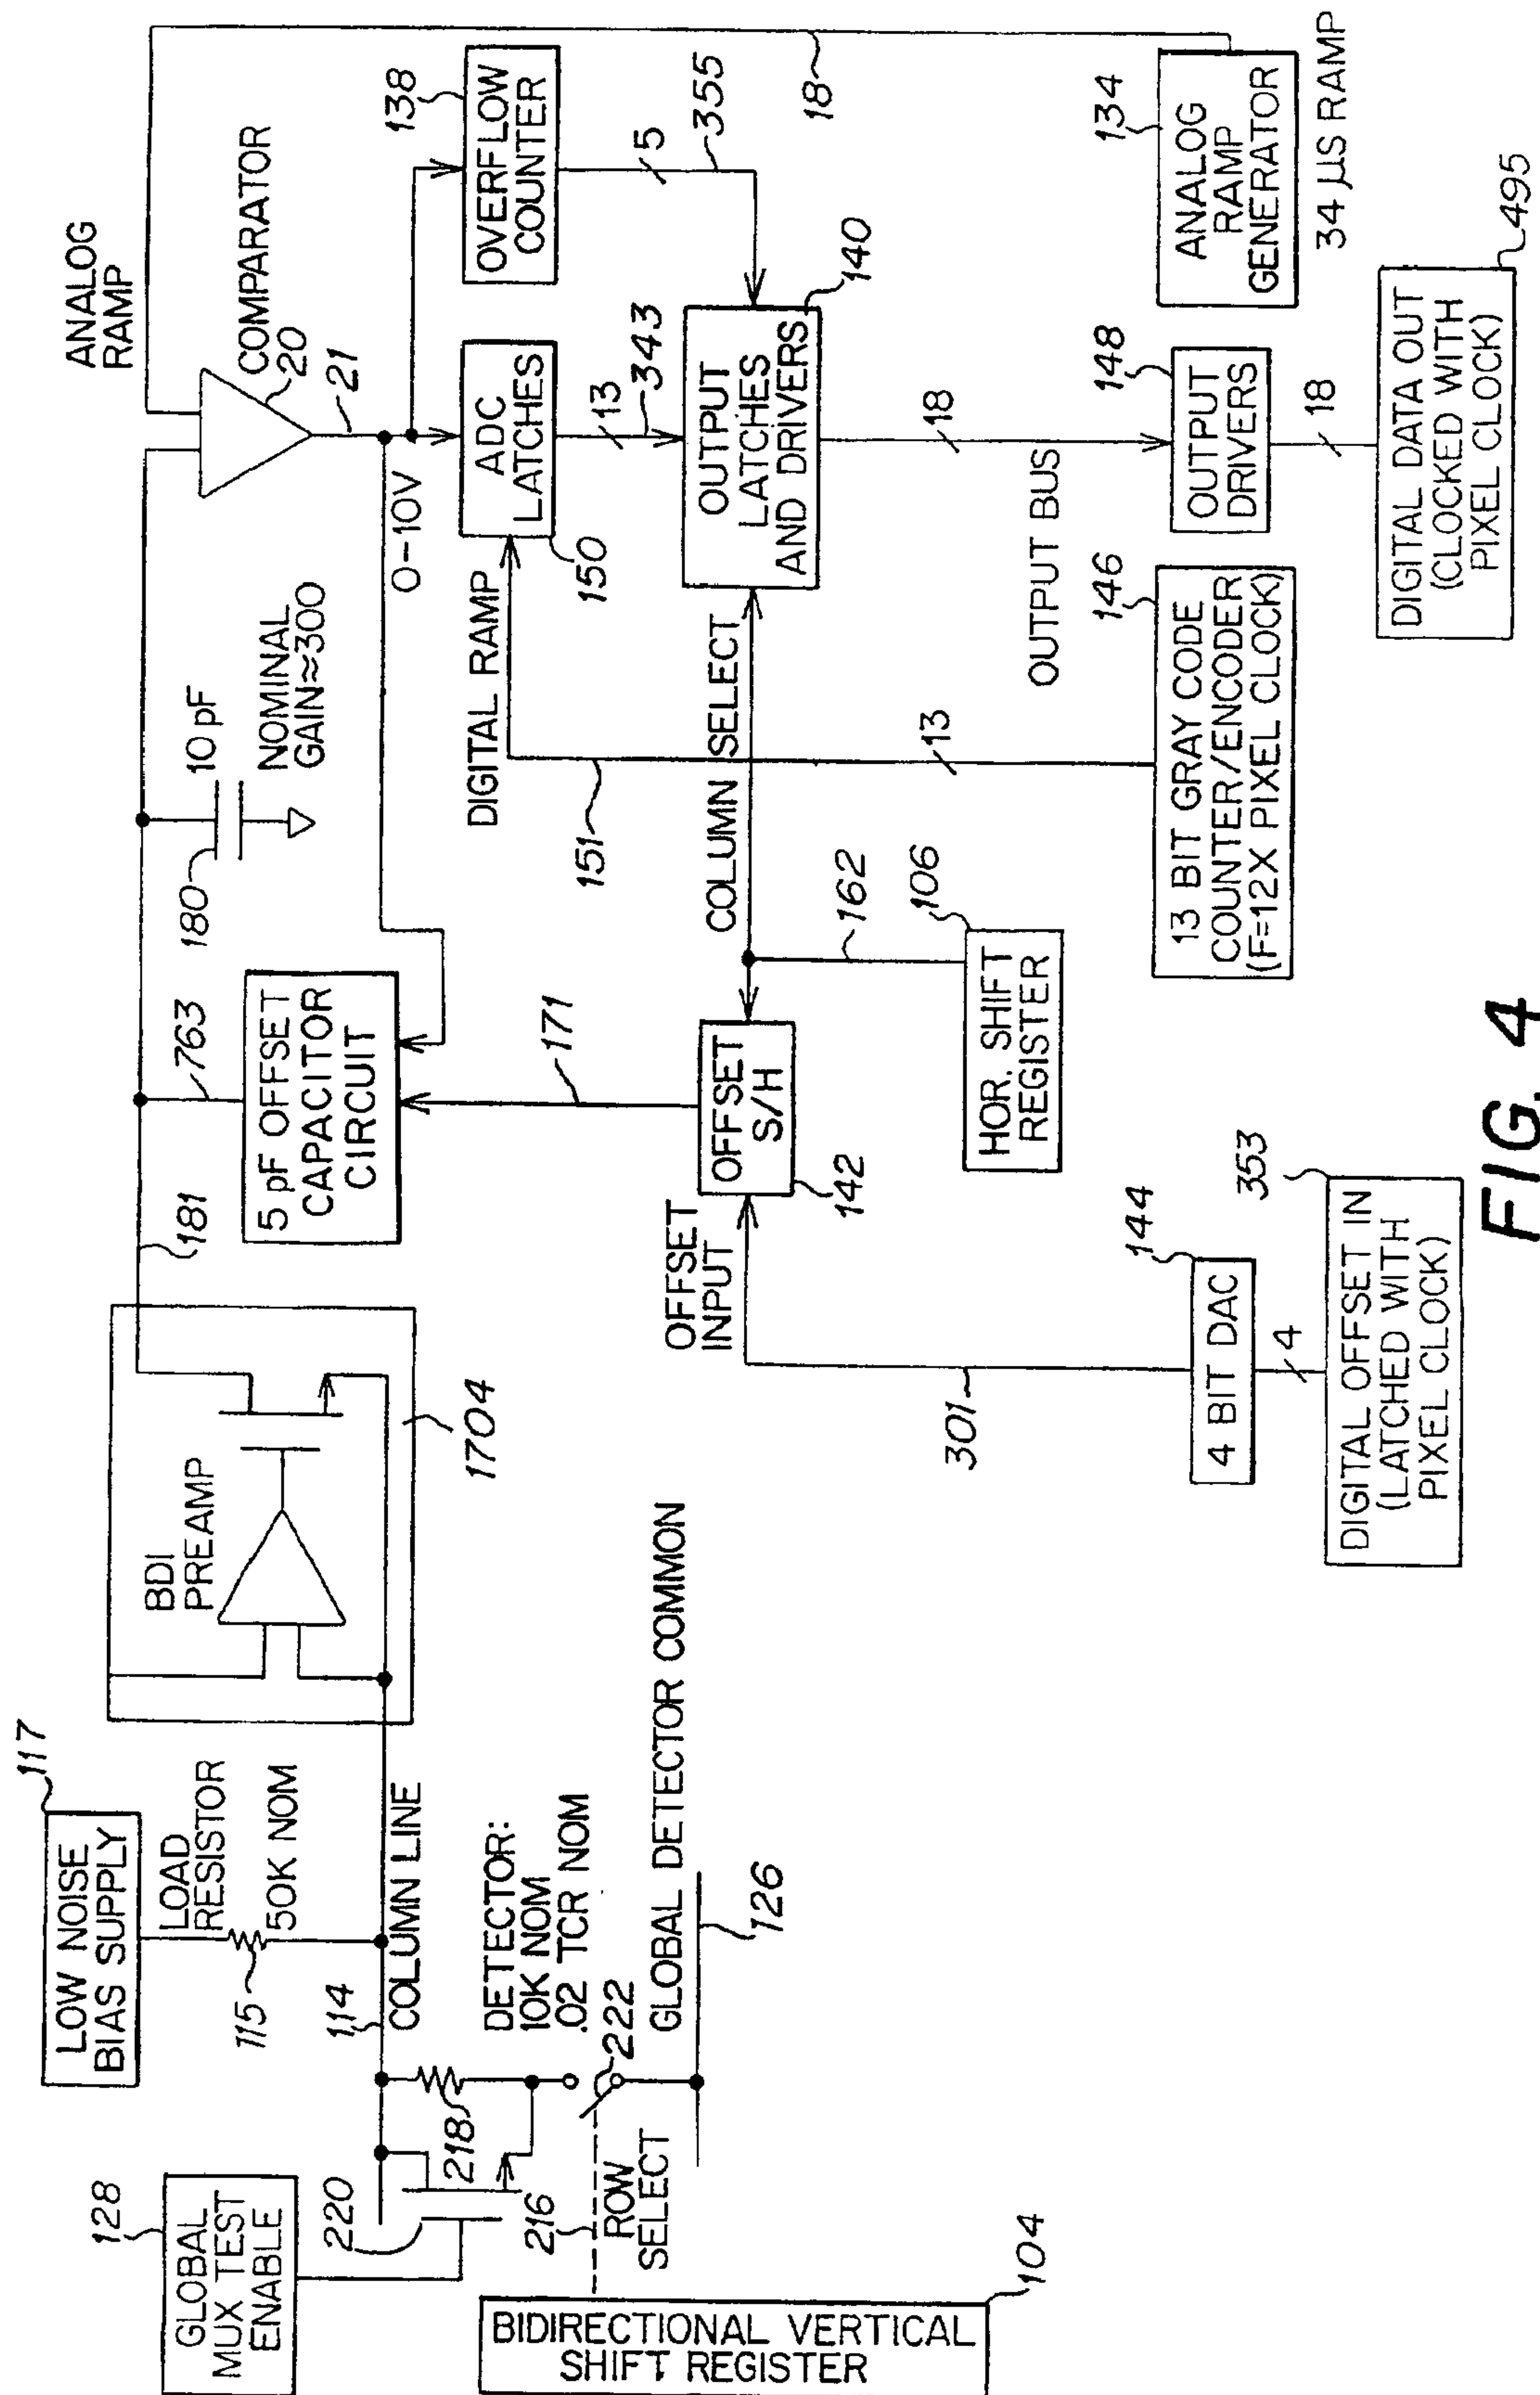 128
GLOBAL
MUX TEST
ENABLE
220
BIDIRECTIONAL VERTICAL
SHIFT REGISTER
104
216
ROW
SELECT
218
222
117
LOW NOISE
BIAS SUPPLY
LOAD
RESISTOR
50K NOM
115
114
COLUMN LINE
DETECTOR:
10K NOM
.02 TCR NOM
GLOBAL DETECTOR COMMON
126
BDI
PREAMP
1704
181
763
5 pF OFFSET
CAPACITOR
CIRCUIT
180
10 pF
NOMINAL
GAIN≈300
171
OFFSET
INPUT
OFFSET
S/H
142
301
144
4 BIT DAC
4
353
DIGITAL OFFSET IN
(LATCHED WITH
PIXEL CLOCK)
162
106
HOR. SHIFT
REGISTER
COLUMN SELECT
ANALOG
RAMP
COMPARATOR
20
21
0-10V
DIGITAL RAMP
151
13
ADC
LATCHES
150
13
343
138
OVERFLOW
COUNTER
5
355
OUTPUT
LATCHES
AND DRIVERS
140
18
OUTPUT BUS
146
13 BIT GRAY CODE
COUNTER/ENCODER
(F=12X PIXEL CLOCK)
148
OUTPUT
DRIVERS
18
DIGITAL DATA OUT
(CLOCKED WITH
PIXEL CLOCK)
495
18
134
ANALOG
RAMP
GENERATOR
34 µS RAMP
FIG. 4